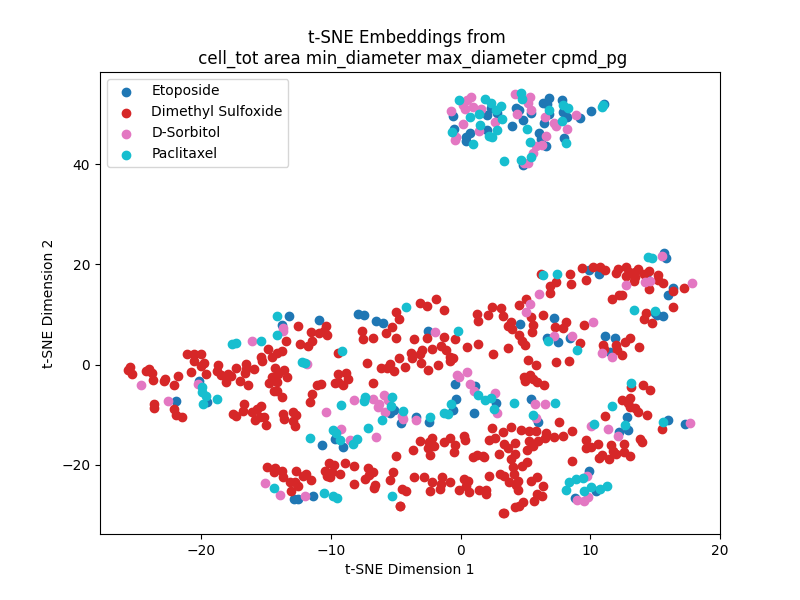 t-SNE Embeddings from
cell_tot area min_diameter max_diameter cpmd_pg
Etoposide
Dimethyl Sulfoxide
D-Sorbitol
Paclitaxel
40
20
0
−20
t-SNE Dimension 2
−20
−10
0
10
20
t-SNE Dimension 1